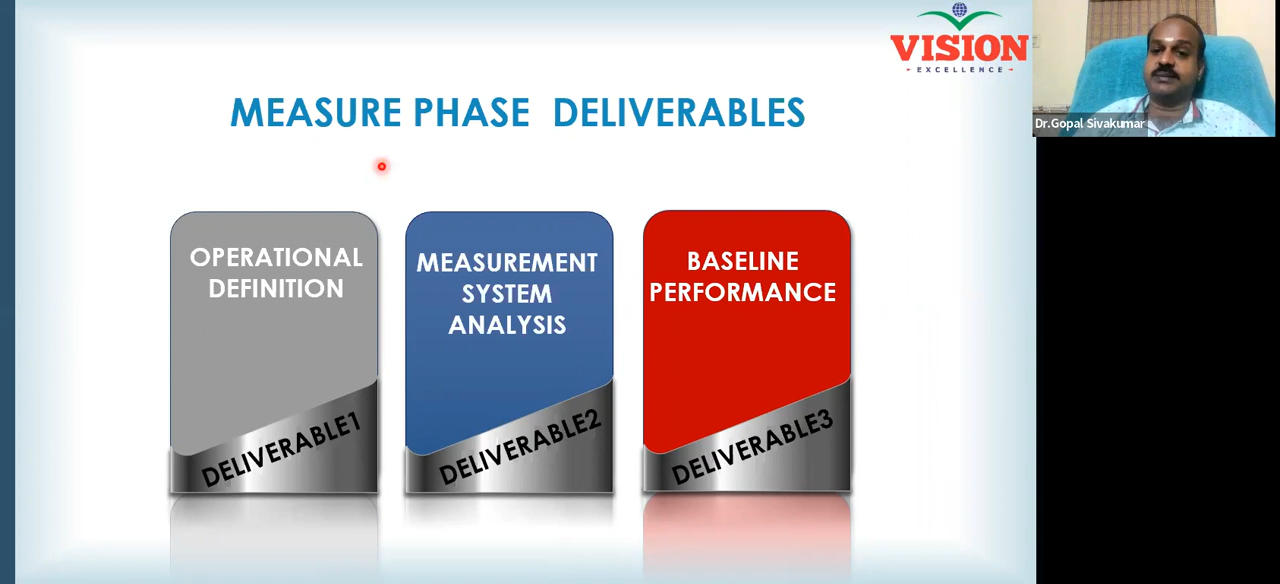 VISION
EXCELLENCE
Dr.Gopal Sivakumar
MEASURE PHASE DELIVERABLES
OPERATIONAL
DEFINITION
DELIVERABLE1
MEASUREMENT
SYSTEM
ANALYSIS
DELIVERABLE2
BASELINE
PERFORMANCE
DELIVERABLE3